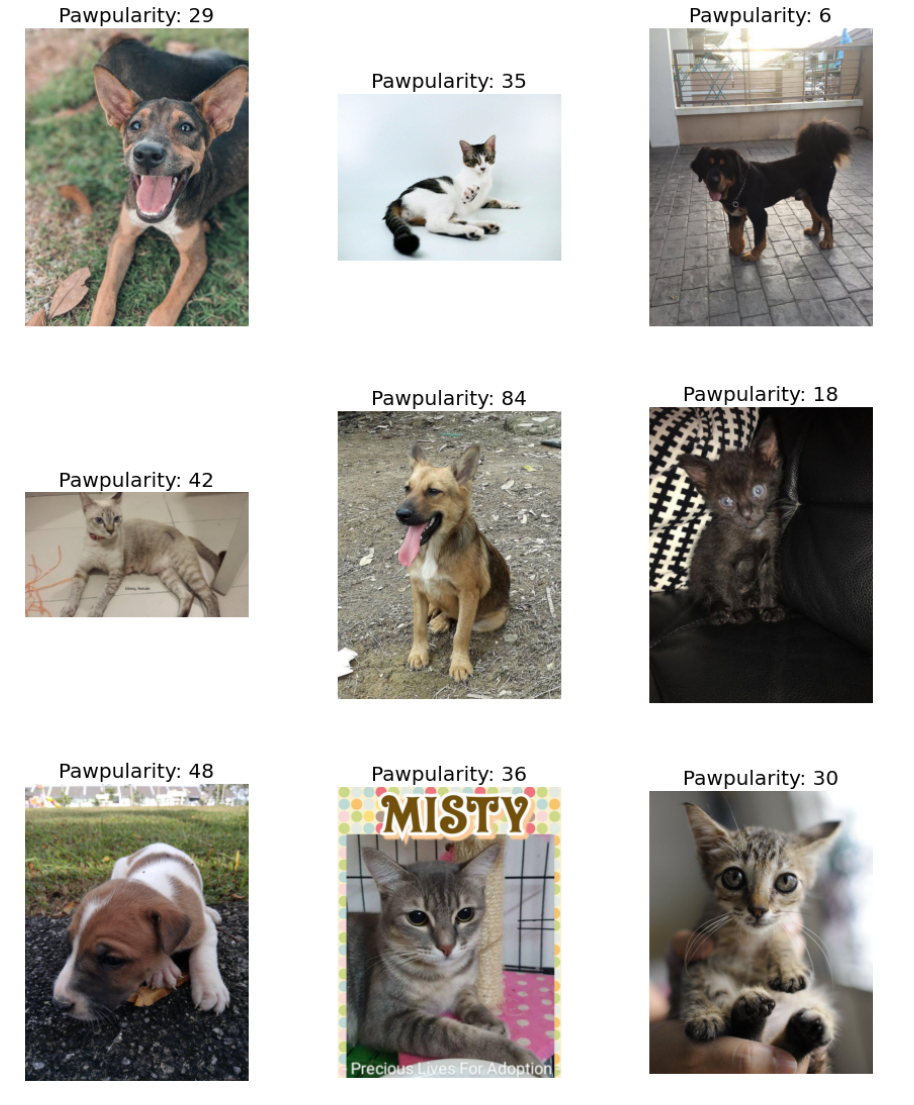 Pawpularity: 29
Pawpularity: 35
Pawpularity: 6
Pawpularity: 42
Pawpularity: 84
Pawpularity: 18
Pawpularity: 48
Pawpularity: 36
Pawpularity: 30
MISTY
Precious Lives For Adoption